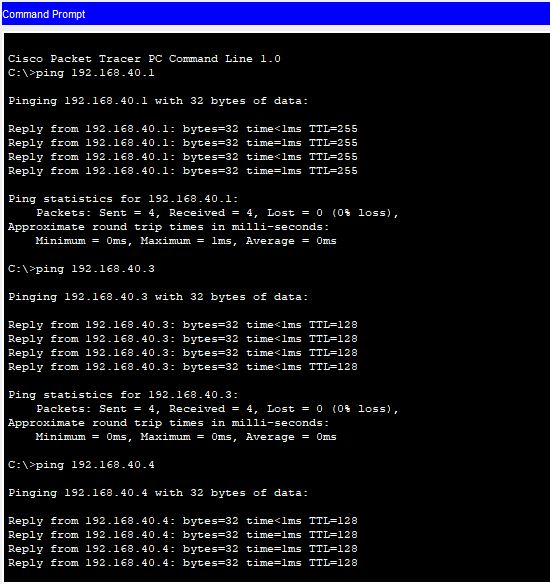 Command Prompt
Cisco Packet Tracer PC Command Line 1.0
C:\>ping 192.168.40.1
Pinging 192.168.40.1 with 32 bytes of data:
Reply from 192.168.40.1: bytes=32 time<1ms TTL=255
Reply from 192.168.40.1: bytes=32 time=1ms TTL=255
Reply from 192.168.40.1: bytes=32 time<1ms TTL=255
Reply from 192.168.40.1: bytes=32 time=1ms TTL=255
Ping statistics for 192.168.40.1:
    Packets: Sent = 4, Received = 4, Lost = 0 (0% loss),
Approximate round trip times in milli-seconds:
    Minimum = 0ms, Maximum = 1ms, Average = 0ms
C:\>ping 192.168.40.3
Pinging 192.168.40.3 with 32 bytes of data:
Reply from 192.168.40.3: bytes=32 time<1ms TTL=128
Reply from 192.168.40.3: bytes=32 time<1ms TTL=128
Reply from 192.168.40.3: bytes=32 time<1ms TTL=128
Reply from 192.168.40.3: bytes=32 time<1ms TTL=128
Ping statistics for 192.168.40.3:
    Packets: Sent = 4, Received = 4, Lost = 0 (0% loss),
Approximate round trip times in milli-seconds:
    Minimum = 0ms, Maximum = 0ms, Average = 0ms
C:\>ping 192.168.40.4
Pinging 192.168.40.4 with 32 bytes of data:
Reply from 192.168.40.4: bytes=32 time<1ms TTL=128
Reply from 192.168.40.4: bytes=32 time=1ms TTL=128
Reply from 192.168.40.4: bytes=32 time=1ms TTL=128
Reply from 192.168.40.4: bytes=32 time=1ms TTL=128